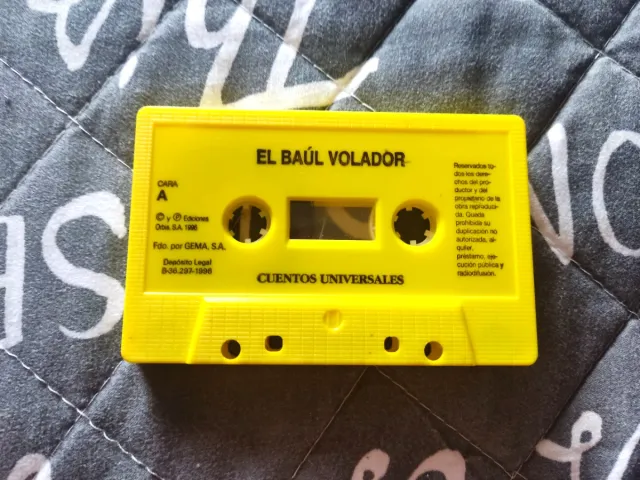 EL BAÚL VOLADOR
CARA
A
© y Ⓟ Ediciones
Orbis, S.A. 1996
Fdo. por GEMA, S.A.
Depósito Legal
B-36.297-1996
Reservados to-
dos los dere-
chos del pro-
ductor y del
propietario de la
obra reproduci-
da. Queda
prohibida su
duplicación no
autorizada, al-
quiler,
préstamo, eje-
cución pública y
radiodifusión.
CUENTOS UNIVERSALES